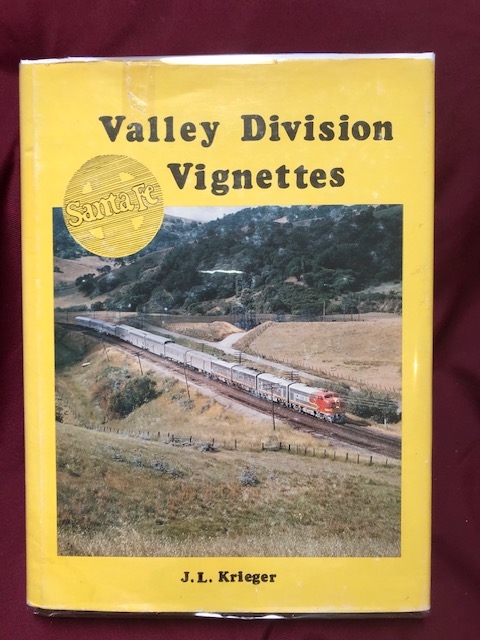 Valley Division
Vignettes
Santa Fe
J.L. Krieger